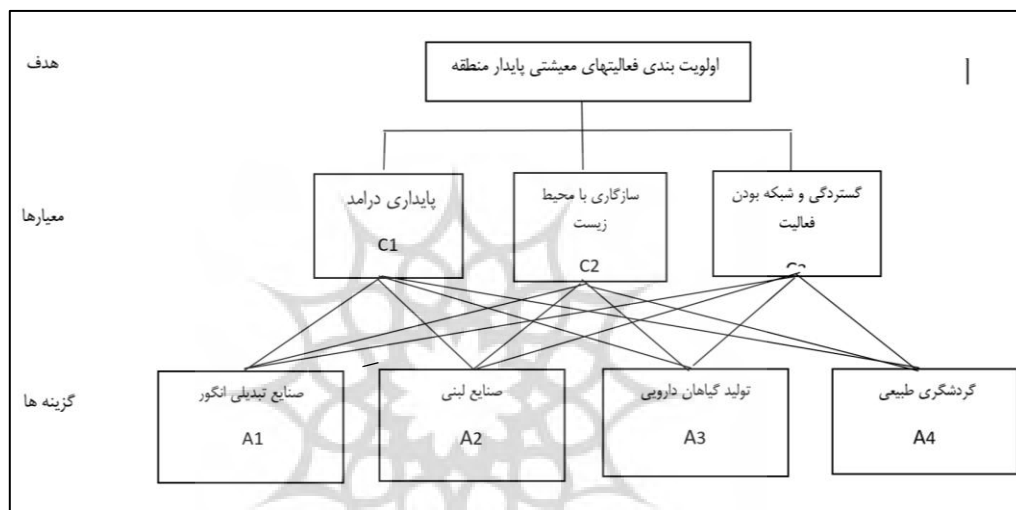 هدف
اولویت بندی فعالیتهای معیشتی پایدار منطقه
معیارها
گستردگی و شبکه بودن
فعالیت
سازگاری با محیط
زیست
C2
پایداری درامد
C1
گزینه ها
گردشگری طبیعی
A4
تولید گیاهان دارویی
A3
صنایع لبنی
A2
صنایع تبدیلی انگور
A1